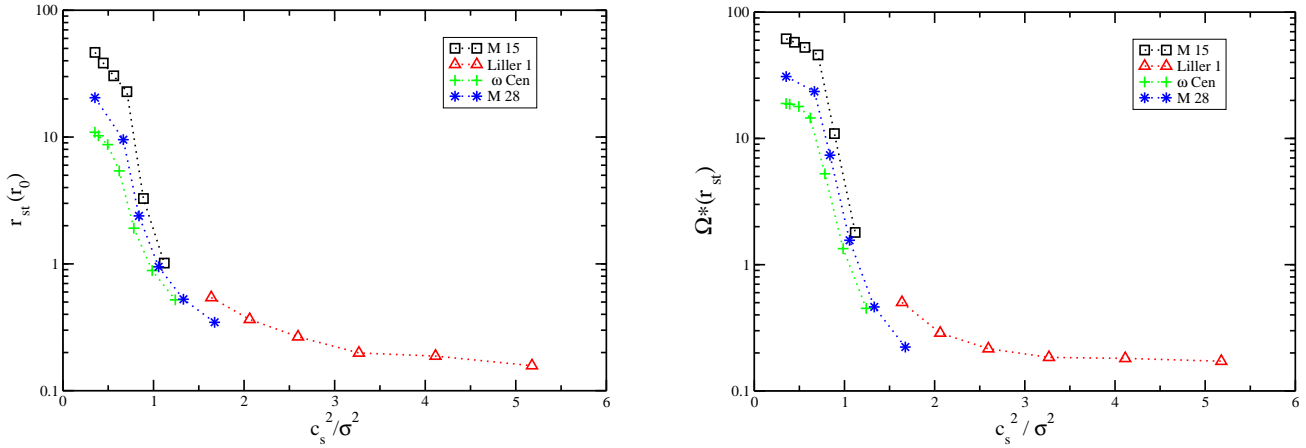 100
10
1
0.1
r_st (r_0)
M 15
Liller 1
ω Cen
M 28
0 1 2 3 4 5 6
c_s^2/σ^2
100
10
1
0.1
Ω*(r_st)
M 15
Liller 1
ω Cen
M 28
0 1 2 3 4 5 6
c_s^2/σ^2